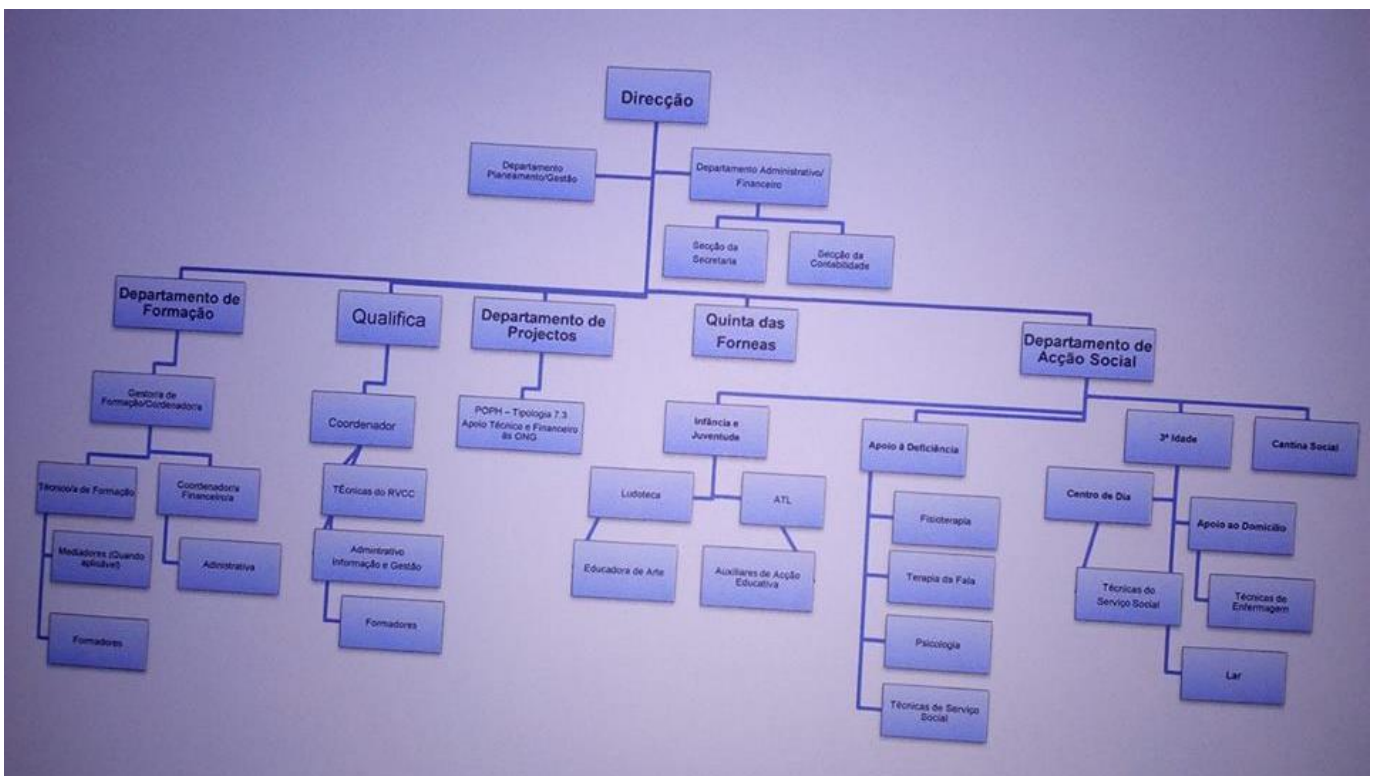 Direcção
Departamento
Planeamento/Gestão
Departamento Administrativo/
Financeiro
Secção da
Secretaria
Secção da
Contabilidade
Departamento de
Formação
Qualifica
Departamento de
Projectos
Quinta das
Forneas
Departamento de
Acção Social
Gestor/a de
Formação/Cordenador/a
Coordenador
POPH – Tipologia 7.3.
Apoio Técnico e Financeiro
às ONG
Infância e
Juventude
Apoio à Deficiência
3ª Idade
Cantina Social
Técnico/a de Formação
Coordenador/a
Financeiro/a
TÉcnicas do RVCC
Ludoteca
ATL
Centro de Dia
Apoio ao Domicílio
Fisioterapia
Mediadores (Quando
aplicável)
Adinistrativa
Admintrativo
Informação e Gestão
Educadora de Arte
Auxiliares de Acção
Educativa
Terapia da Fala
Técnicas do
Serviço Social
Técnicas de
Enfermagem
Formadores
Formadores
Psicologia
Lar
Técnicas de Serviço
Social